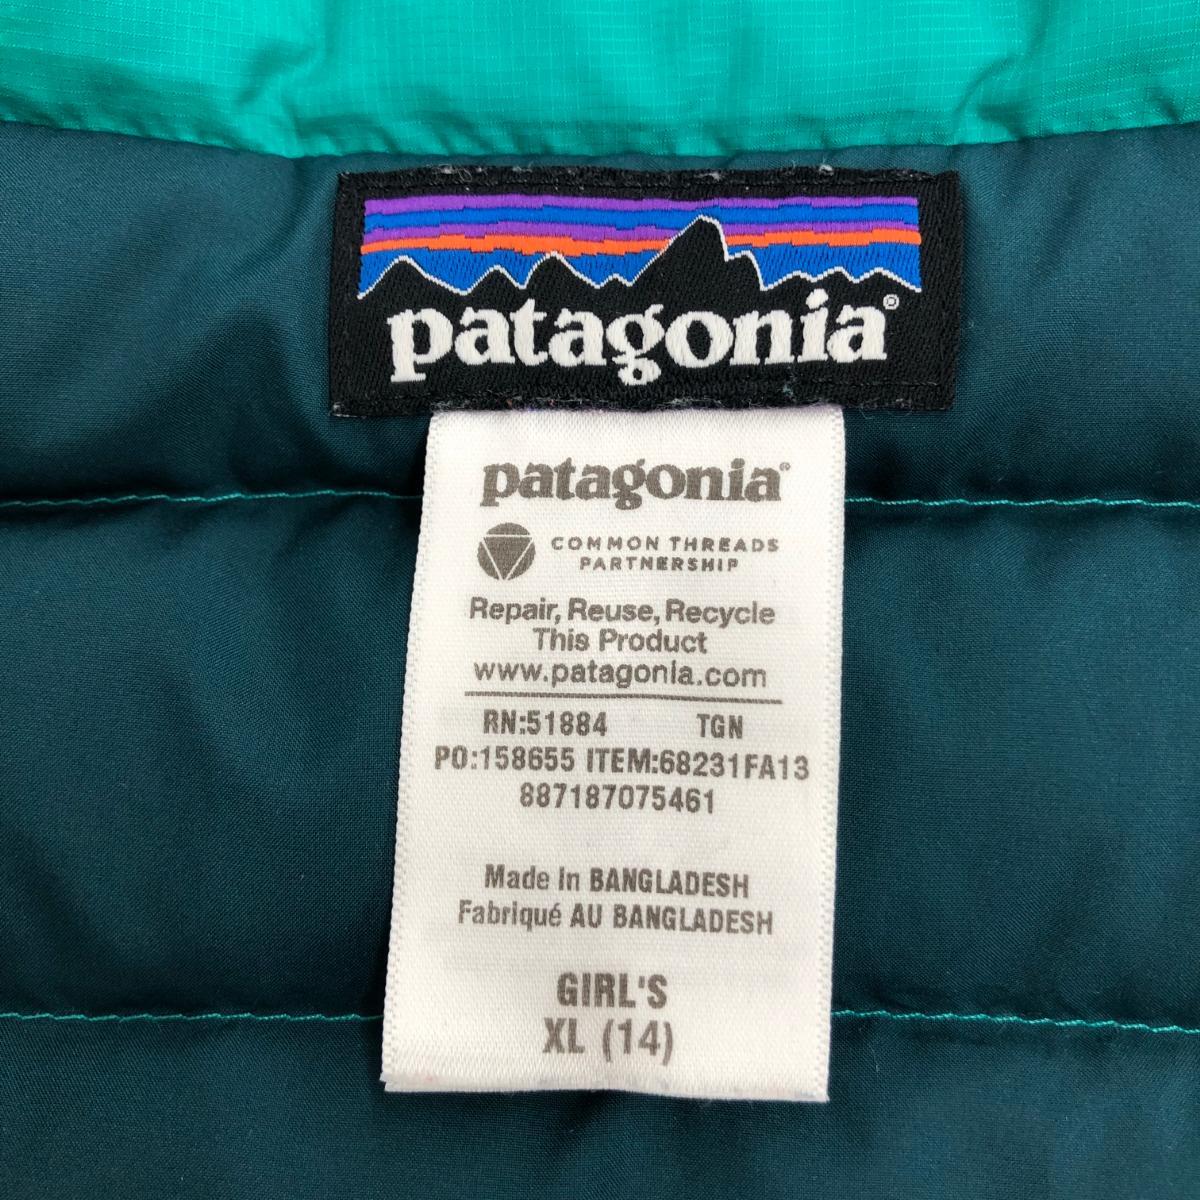 patagonia®
patagonia®
COMMON THREADS
PARTNERSHIP
Repair, Reuse, Recycle
This Product
www.patagonia.com
RN:51884 TGN
PO:158655 ITEM:68231FA13
887187075461
Made In BANGLADESH
Fabriqué AU BANGLADESH
GIRL'S
XL (14)